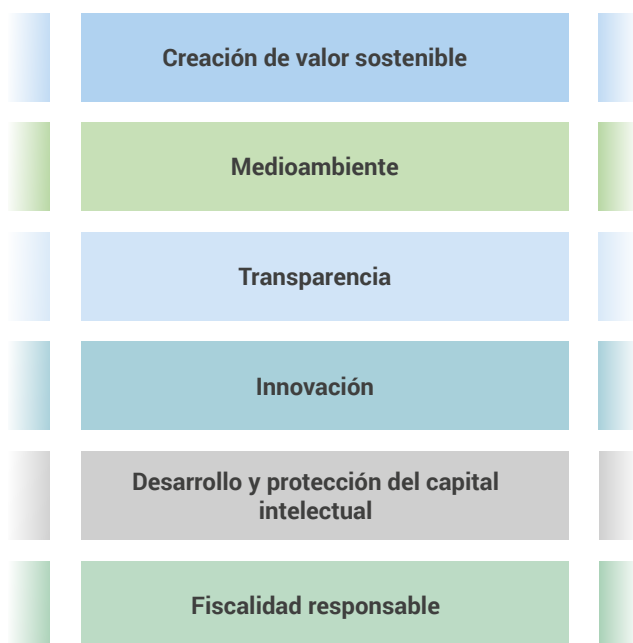 Creación de valor sostenible
Medioambiente
Transparencia
Innovación
Desarrollo y protección del capital
intelectual
Fiscalidad responsable